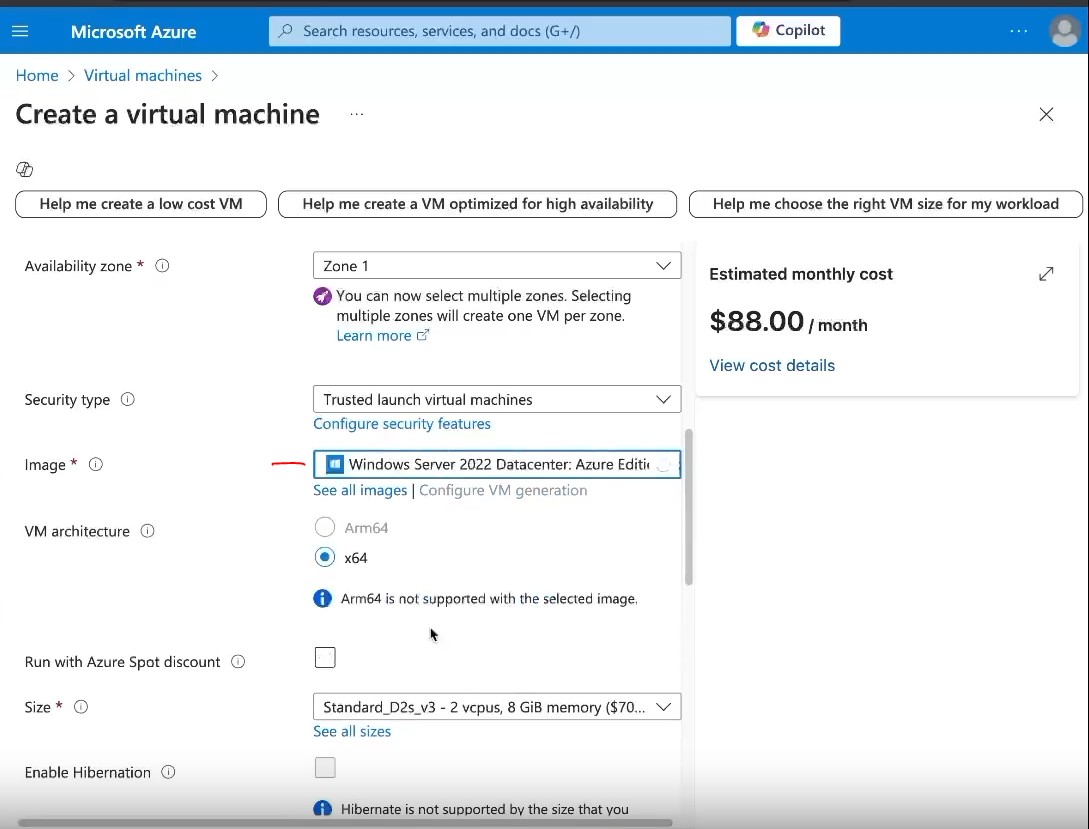 Microsoft Azure
Search resources, services, and docs (G+/)
Copilot
Home > Virtual machines >
Create a virtual machine ...
Help me create a low cost VM
Help me create a VM optimized for high availability
Help me choose the right VM size for my workload
Availability zone *
Zone 1
You can now select multiple zones. Selecting
multiple zones will create one VM per zone.
Learn more
Estimated monthly cost
$88.00 / month
View cost details
Security type
Trusted launch virtual machines
Configure security features
Image *
Windows Server 2022 Datacenter: Azure Editi
See all images | Configure VM generation
VM architecture
Arm64
x64
Arm64 is not supported with the selected image.
Run with Azure Spot discount
Size *
Standard_D2s_v3 - 2 vcpus, 8 GiB memory ($70...
See all sizes
Enable Hibernation
Hibernate is not supported by the size that you